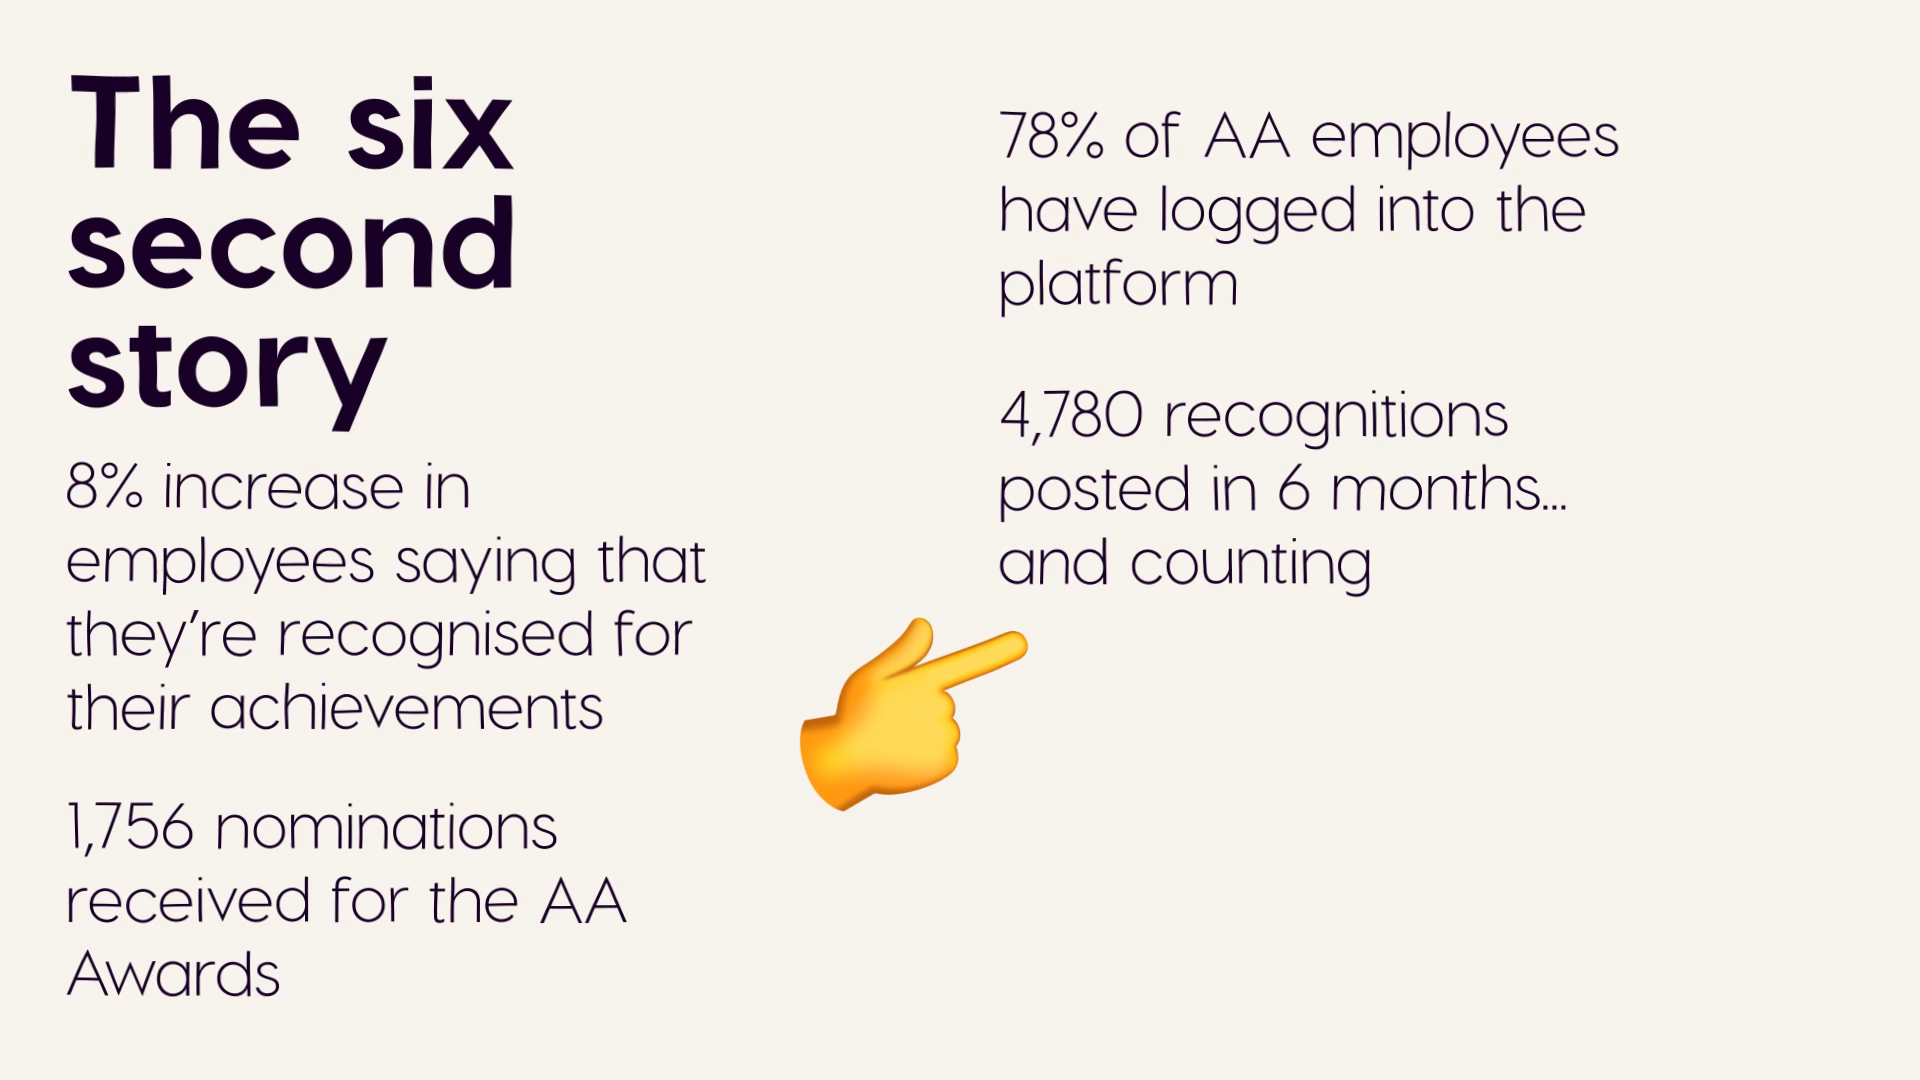 The six
second
story
8% increase in
employees saying that
they’re recognised for
their achievements
1,756 nominations
received for the AA
Awards
78% of AA employees
have logged into the
platform
4,780 recognitions
posted in 6 months...
and counting